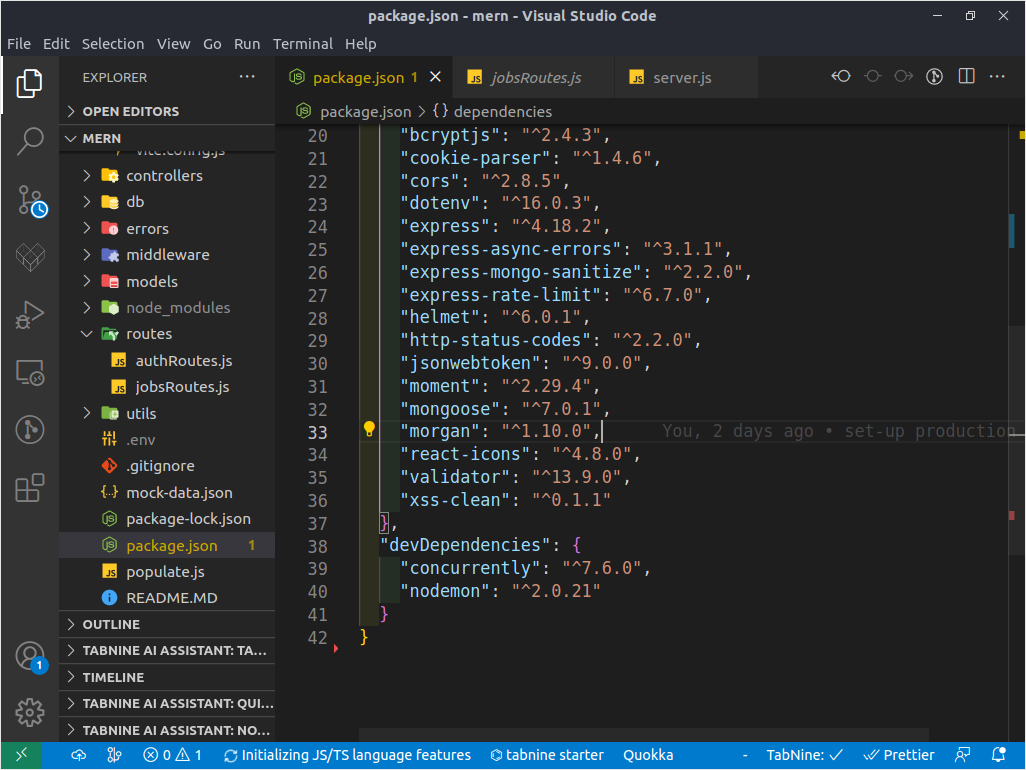 package.json - mern - Visual Studio Code
File Edit Selection View Go Run Terminal Help
EXPLORER
package.json 1
JS jobsRoutes.js
JS server.js
OPEN EDITORS
MERN
vite.config.js
controllers
db
errors
middleware
models
node_modules
routes
JS authRoutes.js
JS jobsRoutes.js
utils
.env
.gitignore
{..} mock-data.json
package-lock.json
package.json 1
JS populate.js
README.MD
OUTLINE
TABNINE AI ASSISTANT: TA...
TIMELINE
TABNINE AI ASSISTANT: QUI...
TABNINE AI ASSISTANT: NO...
1
package.json > {} dependencies
20 "bcryptjs": "^2.4.3",
21 "cookie-parser": "^1.4.6",
22 "cors": "^2.8.5",
23 "dotenv": "^16.0.3",
24 "express": "^4.18.2",
25 "express-async-errors": "^3.1.1",
26 "express-mongo-sanitize": "^2.2.0",
27 "express-rate-limit": "^6.7.0",
28 "helmet": "^6.0.1",
29 "http-status-codes": "^2.2.0",
30 "jsonwebtoken": "^9.0.0",
31 "moment": "^2.29.4",
32 "mongoose": "^7.0.1",
33 "morgan": "^1.10.0", You, 2 days ago • set-up production
34 "react-icons": "^4.8.0",
35 "validator": "^13.9.0",
36 "xss-clean": "^0.1.1"
37 },
38 "devDependencies": {
39 "concurrently": "^7.6.0",
40 "nodemon": "^2.0.21"
41 }
42 }
0 1 Initializing JS/TS language features tabnine starter Quokka - TabNine: ✓ Prettier